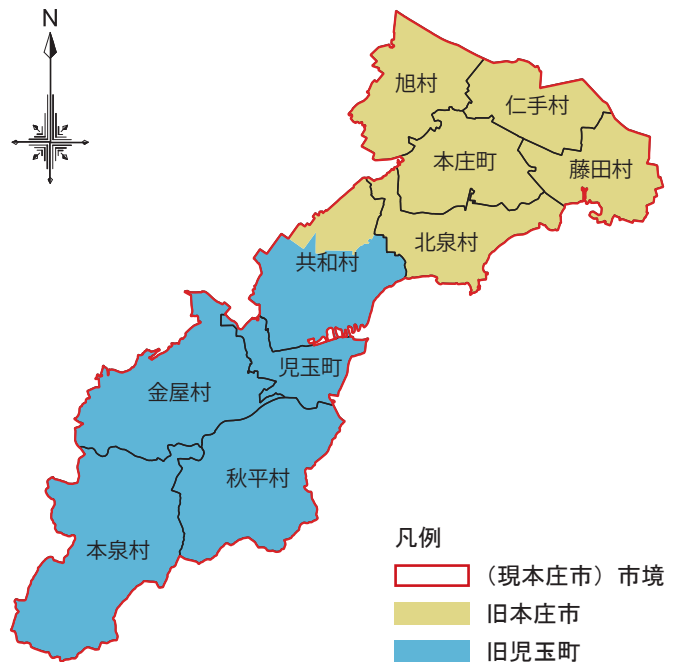 N
旭村
仁手村
本庄町
藤田村
北泉村
共和村
児玉町
金屋村
秋平村
本泉村
凡例
（現本庄市）市境
旧本庄市
旧児玉町